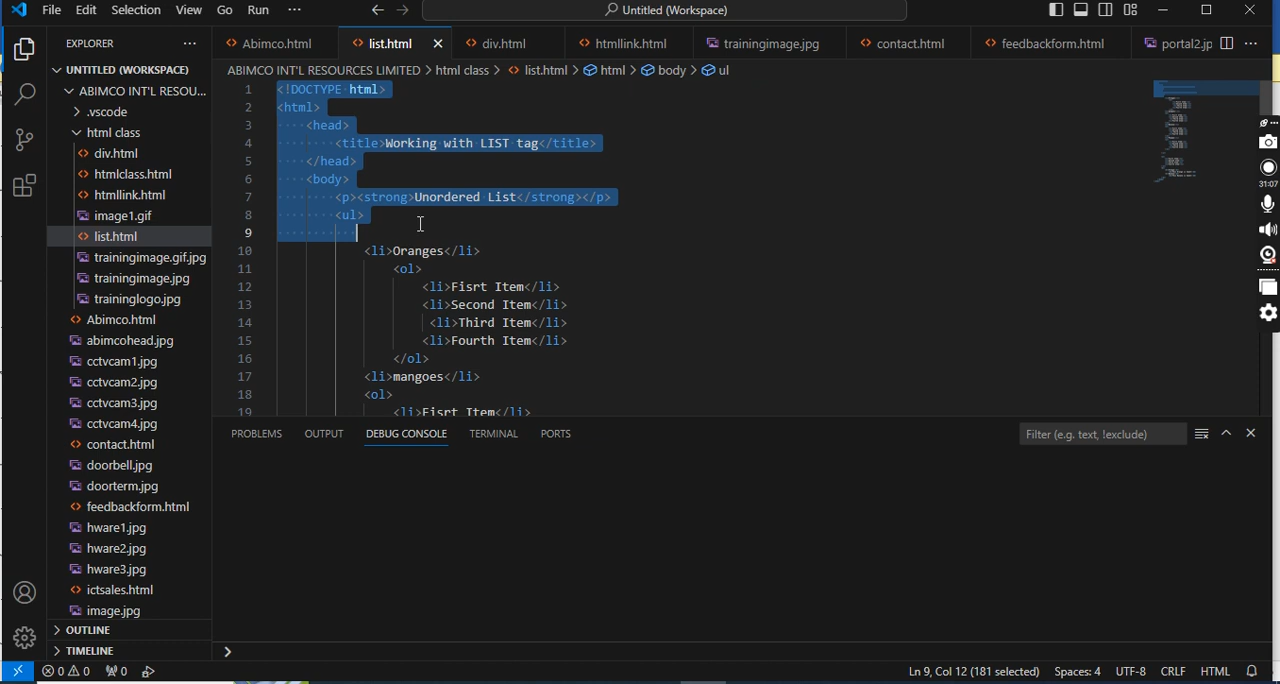 File Edit Selection View Go Run ··· Untitled (Workspace)
EXPLORER ···
Abimco.html list.html div.html htmllink.html trainingimage.jpg contact.html feedbackform.html portal2.jp ···
UNTITLED (WORKSPACE)
ABIMCO INT'L RESOU...
.vscode
html class
div.html
htmlclass.html
htmllink.html
image1.gif
list.html
trainingimage.gif.jpg
trainingimage.jpg
traininglogo.jpg
Abimco.html
abimcohead.jpg
cctvcam1.jpg
cctvcam2.jpg
cctvcam3.jpg
cctvcam4.jpg
contact.html
doorbell.jpg
doorterm.jpg
feedbackform.html
hware1.jpg
hware2.jpg
hware3.jpg
ictsales.html
image.jpg
OUTLINE
TIMELINE
ABIMCO INT'L RESOURCES LIMITED > html class > list.html > html > body > ul
1 <!DOCTYPE html>
2 <html>
3 <head>
4 <title>Working with LIST tag</title>
5 </head>
6 <body>
7 <p><strong>Unordered List</strong></p>
8 <ul>
9
10 <li>Oranges</li>
11 <ol>
12 <li>Fisrt Item</li>
13 <li>Second Item</li>
14 <li>Third Item</li>
15 <li>Fourth Item</li>
16 </ol>
17 <li>mangoes</li>
18 <ol>
19 <li>Fisrt Item</li>
31:07
PROBLEMS OUTPUT DEBUG CONSOLE TERMINAL PORTS Filter (e.g. text, !exclude)
>
0 0 0 Ln 9, Col 12 (181 selected) Spaces: 4 UTF-8 CRLF HTML